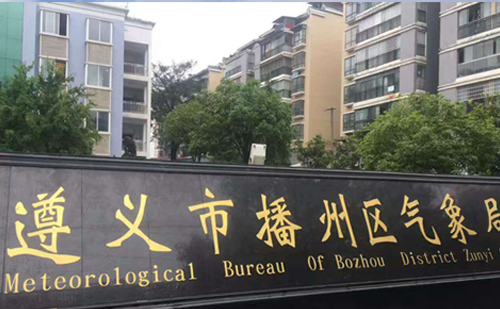 遵义市播州区气象局
Meteorological Bureau Of Bozhou District Zunyi